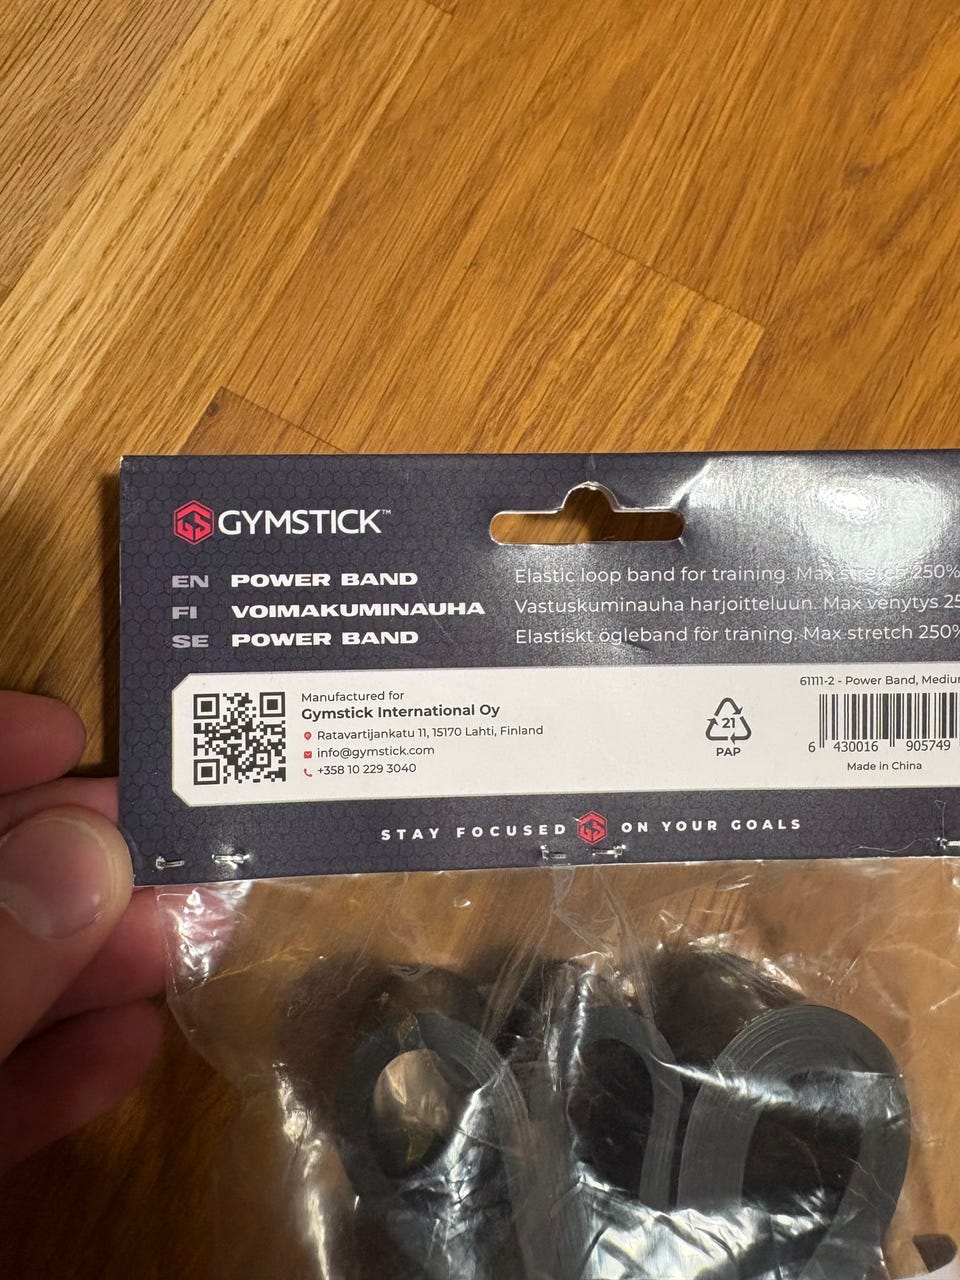 GYMSTICK™
EN POWER BAND Elastic loop band for training. Max stretch 250%
FI VOIMAKUMINAUHA Vastuskuminauha harjoitteluun. Max venytys 25
SE POWER BAND Elastiskt ögleband för träning. Max stretch 250%
61111-2 - Power Band, Medium
Manufactured for
Gymstick International Oy
Ratavartijankatu 11, 15170 Lahti, Finland
info@gymstick.com
+358 10 229 3040
21
PAP
6 430016 905749
Made in China
STAY FOCUSED GS ON YOUR GOALS